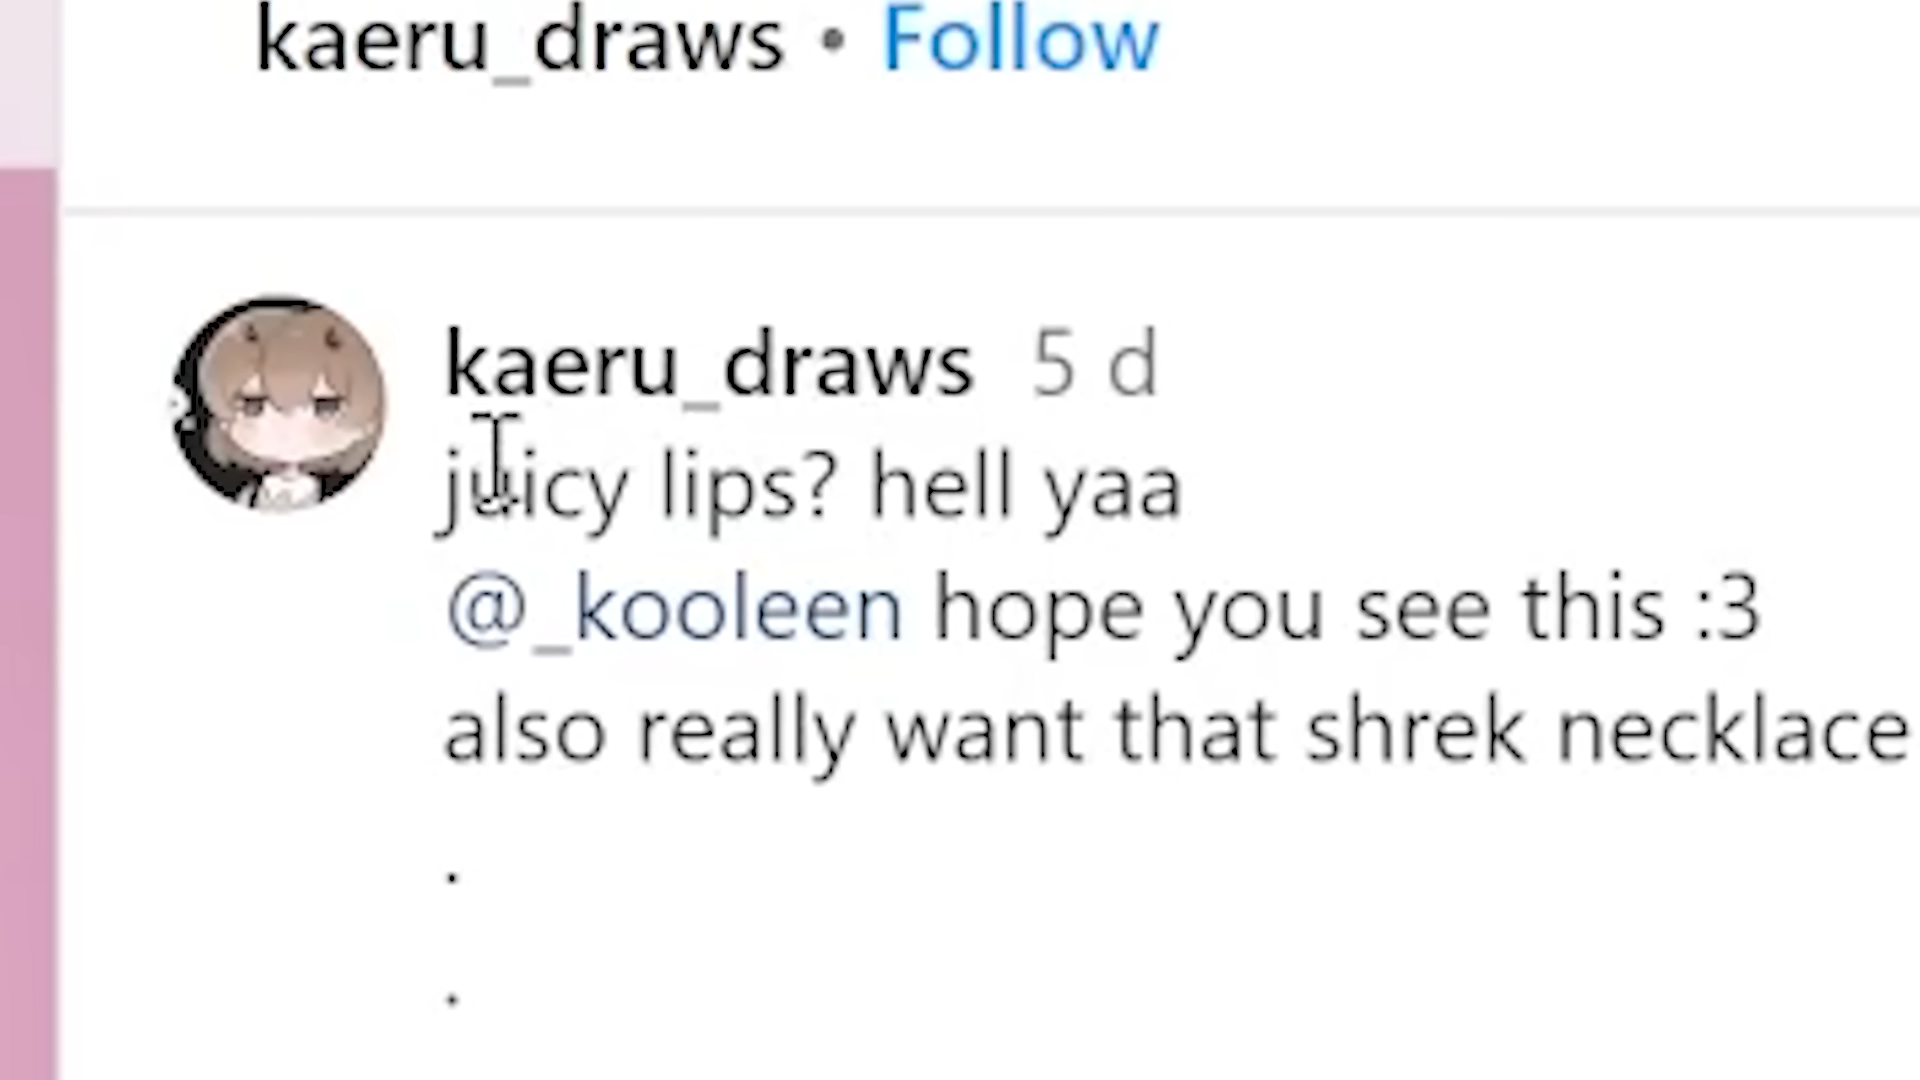 kaeru_draws • Follow
kaeru_draws 5 d
juicy lips? hell yaa
@_kooleen hope you see this :3
also really want that shrek necklace
.
.